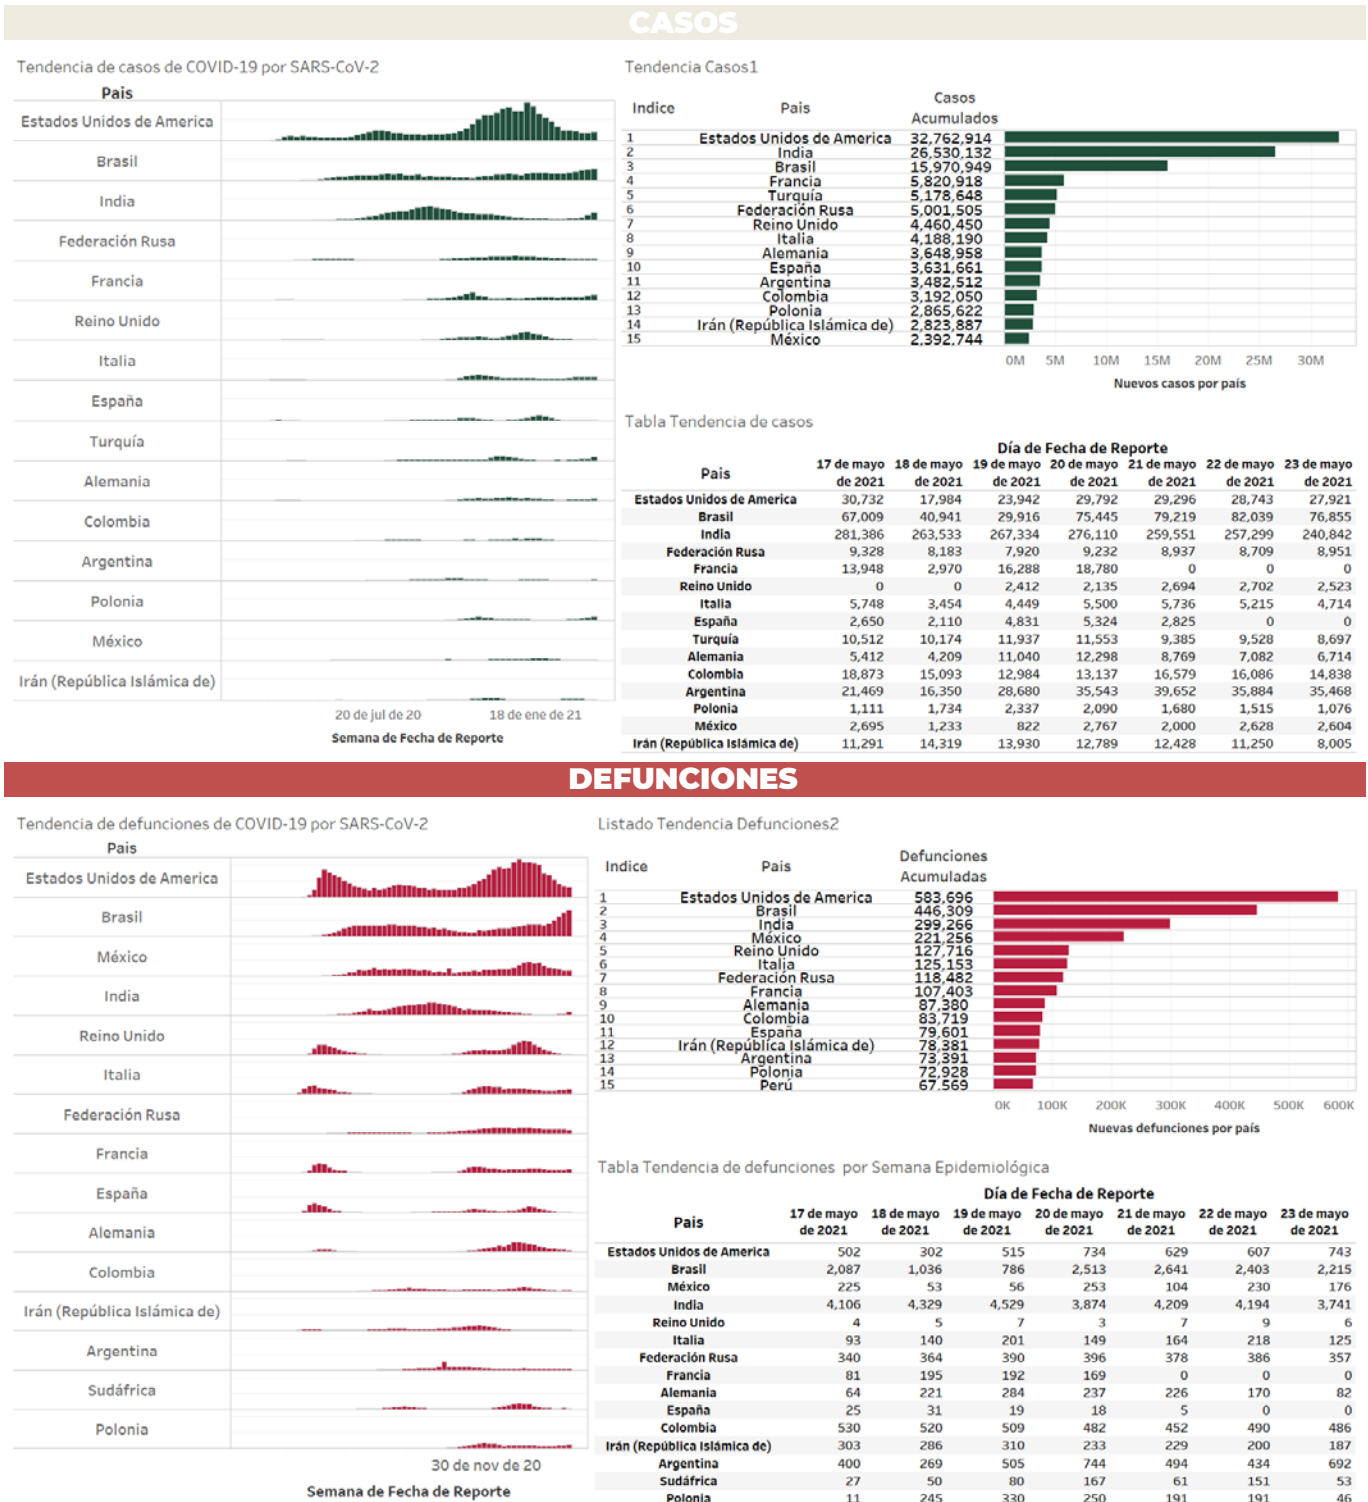 CASOS
Tendencia de casos de COVID-19 por SARS-CoV-2
Pais
Estados Unidos de America
Brasil
India
Federación Rusa
Francia
Reino Unido
Italia
España
Turquía
Alemania
Colombia
Argentina
Polonia
México
Irán (República Islámica de)
20 de jul de 20 18 de ene de 21
Semana de Fecha de Reporte
Tendencia Casos1
Indice Pais Casos Acumulados
1 Estados Unidos de America 32,762,914
2 India 26,530,132
3 Brasil 15,970,949
4 Francia 5,820,918
5 Turquía 5,178,648
6 Federación Rusa 5,001,505
7 Reino Unido 4,460,450
8 Italia 4,188,190
9 Alemania 3,648,958
10 España 3,631,661
11 Argentina 3,482,512
12 Colombia 3,192,050
13 Polonia 2,865,622
14 Irán (República Islámica de) 2,823,887
15 México 2,392,744
0M 5M 10M 15M 20M 25M 30M
Nuevos casos por país
Tabla Tendencia de casos
Día de Fecha de Reporte
Pais 17 de mayo de 2021 18 de mayo de 2021 19 de mayo de 2021 20 de mayo de 2021 21 de mayo de 2021 22 de mayo de 2021 23 de mayo de 2021
Estados Unidos de America 30,732 17,984 23,942 29,792 29,296 28,743 27,921
Brasil 67,009 40,941 29,916 75,445 79,219 82,039 76,855
India 281,386 263,533 267,334 276,110 259,551 257,299 240,842
Federación Rusa 9,328 8,183 7,920 9,232 8,937 8,709 8,951
Francia 13,948 2,970 16,288 18,780 0 0 0
Reino Unido 0 0 2,412 2,135 2,694 2,702 2,523
Italia 5,748 3,454 4,449 5,500 5,736 5,215 4,714
España 2,650 2,110 4,831 5,324 2,825 0 0
Turquía 10,512 10,174 11,937 11,553 9,385 9,528 8,697
Alemania 5,412 4,209 11,040 12,298 8,769 7,082 6,714
Colombia 18,873 15,093 12,984 13,137 16,579 16,086 14,838
Argentina 21,469 16,350 28,680 35,543 39,652 35,884 35,468
Polonia 1,111 1,734 2,337 2,090 1,680 1,515 1,076
México 2,695 1,233 822 2,767 2,000 2,628 2,604
Irán (República Islámica de) 11,291 14,319 13,930 12,789 12,428 11,250 8,005
DEFUNCIONES
Tendencia de defunciones de COVID-19 por SARS-CoV-2
Pais
Estados Unidos de America
Brasil
México
India
Reino Unido
Italia
Federación Rusa
Francia
España
Alemania
Colombia
Irán (República Islámica de)
Argentina
Sudáfrica
Polonia
30 de nov de 20
Semana de Fecha de Reporte
Listado Tendencia Defunciones2
Indice Pais Defunciones Acumuladas
1 Estados Unidos de America 583,696
2 Brasil 446,309
3 India 299,266
4 México 221,256
5 Reino Unido 127,716
6 Italia 125,153
7 Federación Rusa 118,482
8 Francia 107,403
9 Alemania 87,380
10 Colombia 83,719
11 España 79,601
12 Irán (República Islámica de) 78,381
13 Argentina 73,391
14 Polonia 72,928
15 Perú 67,569
0K 100K 200K 300K 400K 500K 600K
Nuevas defunciones por país
Tabla Tendencia de defunciones por Semana Epidemiológica
Día de Fecha de Reporte
Pais 17 de mayo de 2021 18 de mayo de 2021 19 de mayo de 2021 20 de mayo de 2021 21 de mayo de 2021 22 de mayo de 2021 23 de mayo de 2021
Estados Unidos de America 502 302 515 734 629 607 743
Brasil 2,087 1,036 786 2,513 2,641 2,403 2,215
México 225 53 56 253 104 230 176
India 4,106 4,329 4,529 3,874 4,209 4,194 3,741
Reino Unido 4 5 7 3 7 9 6
Italia 93 140 201 149 164 218 125
Federación Rusa 340 364 390 396 378 386 357
Francia 81 195 192 169 0 0 0
Alemania 64 221 284 237 226 170 82
España 25 31 19 18 5 0 0
Colombia 530 520 509 482 452 490 486
Irán (República Islámica de) 303 286 310 233 229 200 187
Argentina 400 269 505 744 494 434 692
Sudáfrica 27 50 80 167 61 151 53
Polonia 11 245 330 250 191 191 46